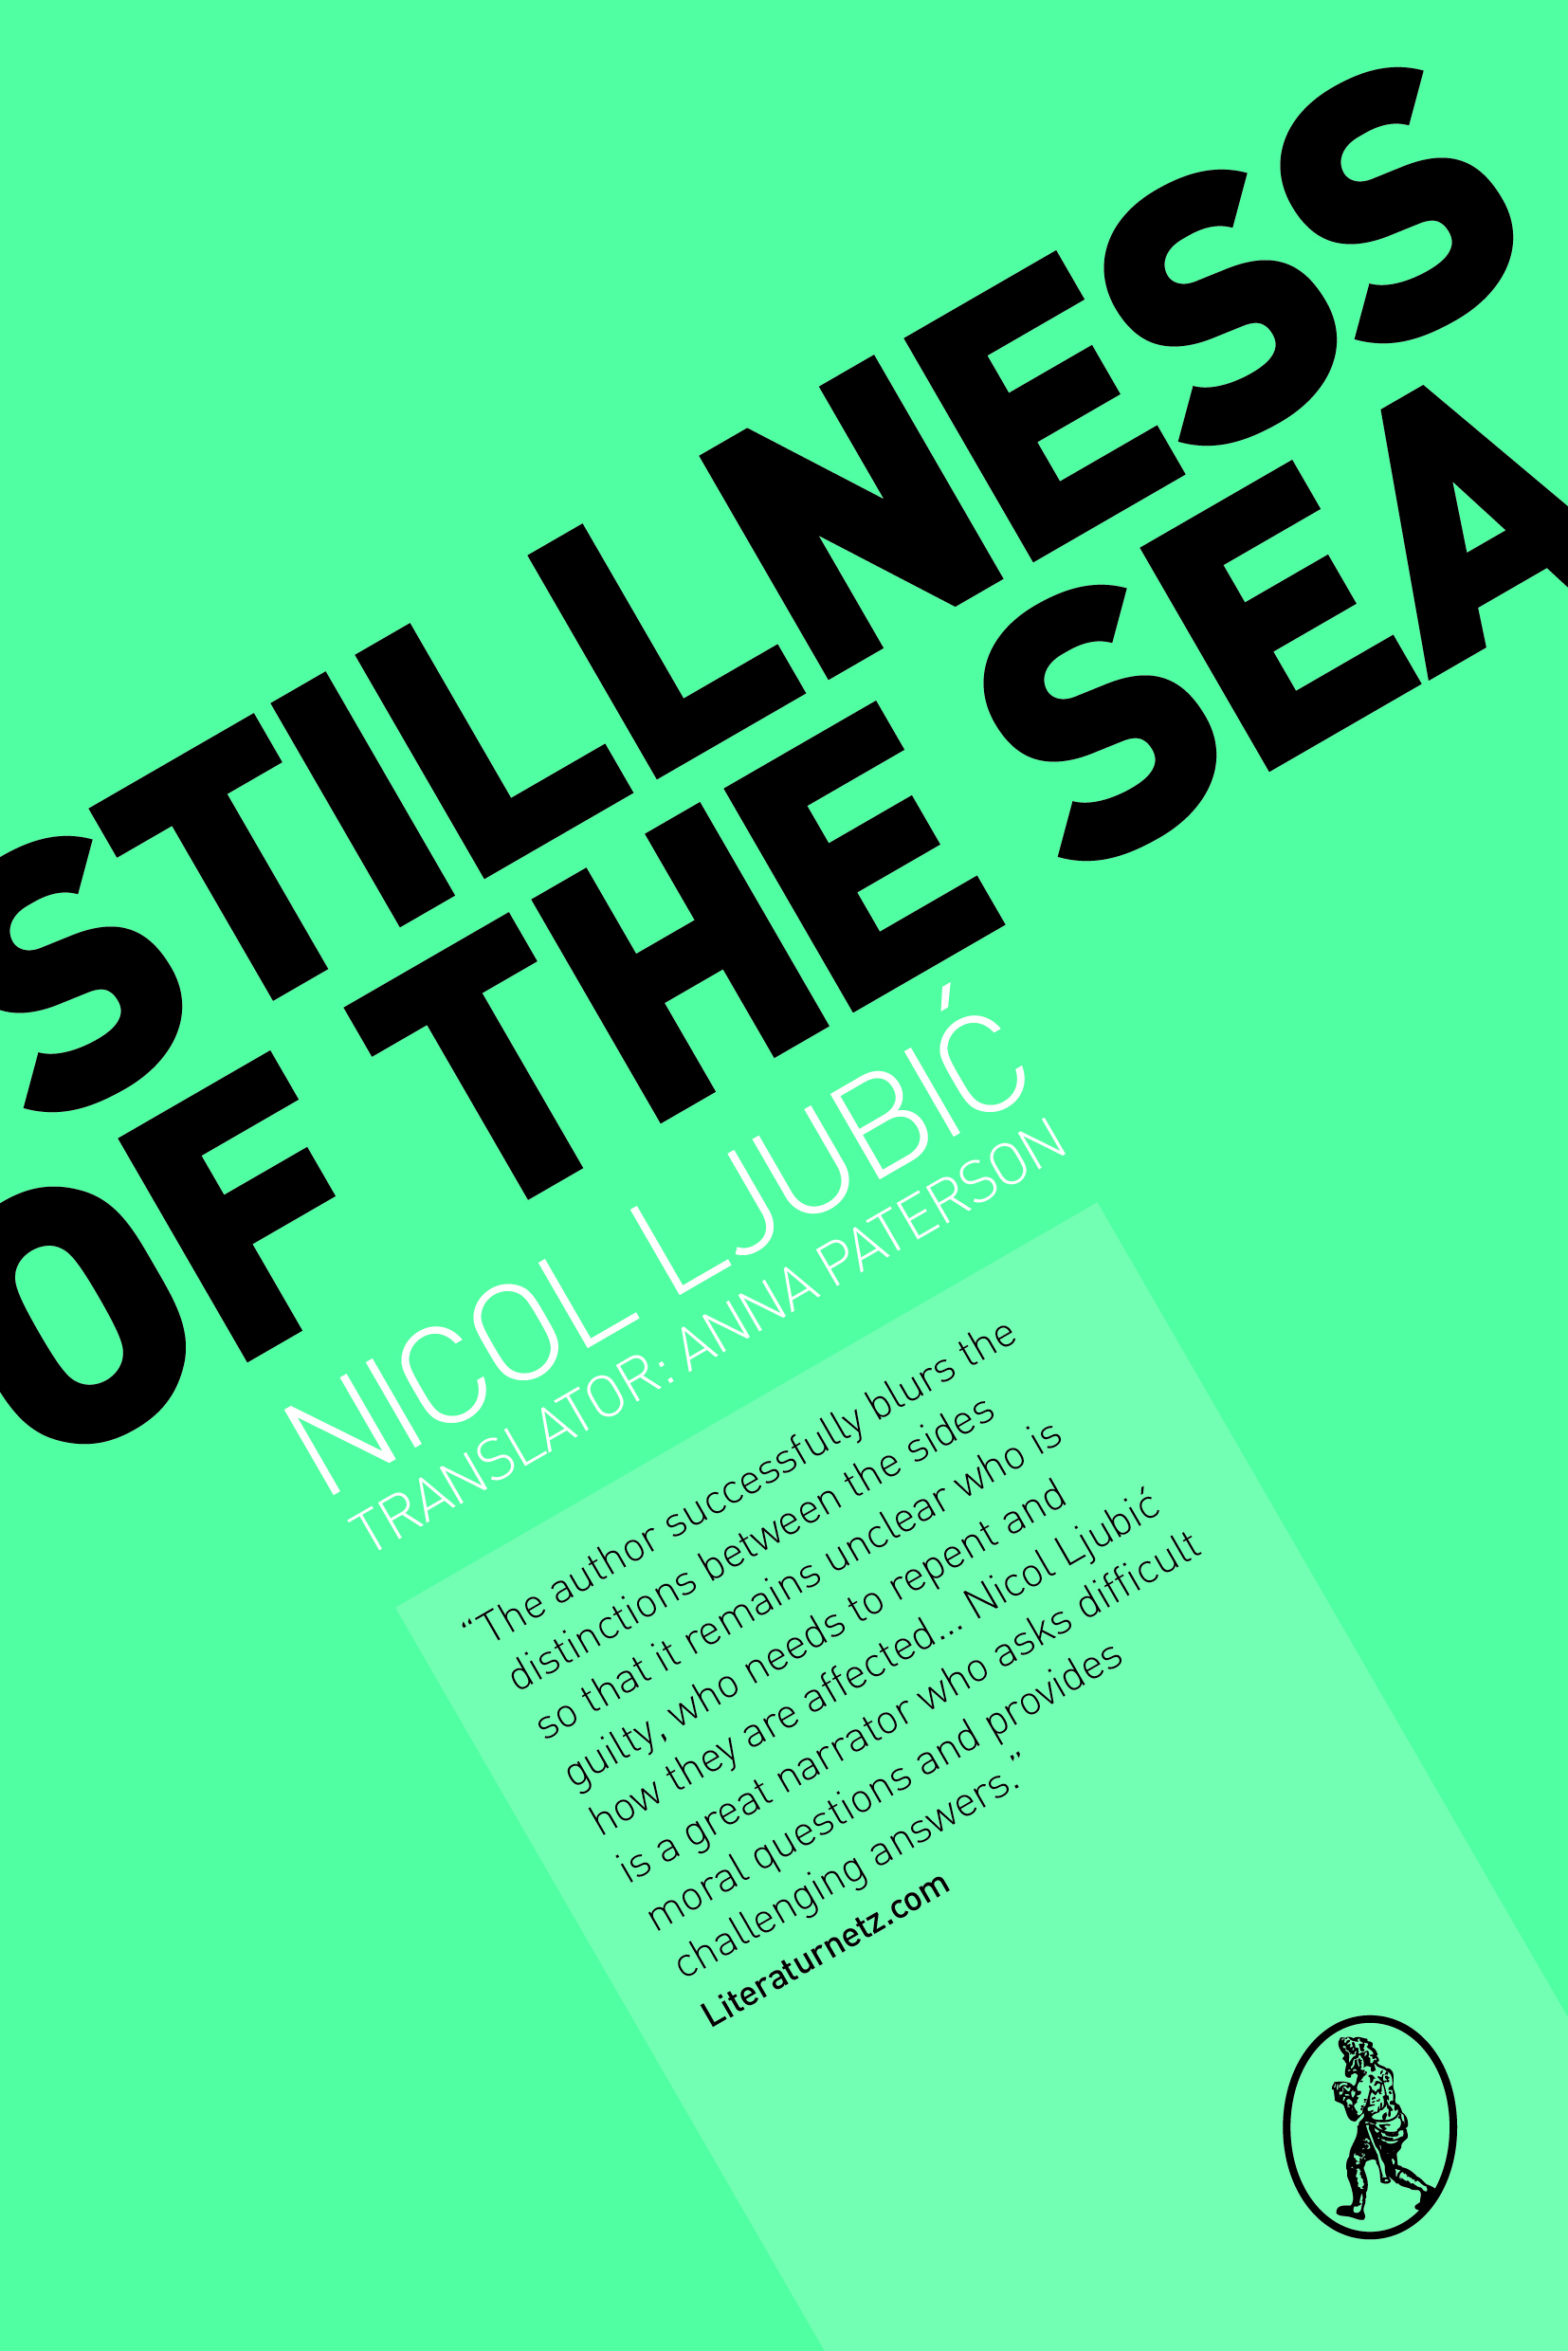 STILLNESS
OF THE SEA
NICOL LJUBIĆ
TRANSLATOR: ANNA PATERSON
“The author successfully blurs the
distinctions between the sides
so that it remains unclear who is
guilty, who needs to repent and
how they are affected... Nicol Ljubić
is a great narrator who asks difficult
moral questions and provides
challenging answers.”
Literaturnetz.com